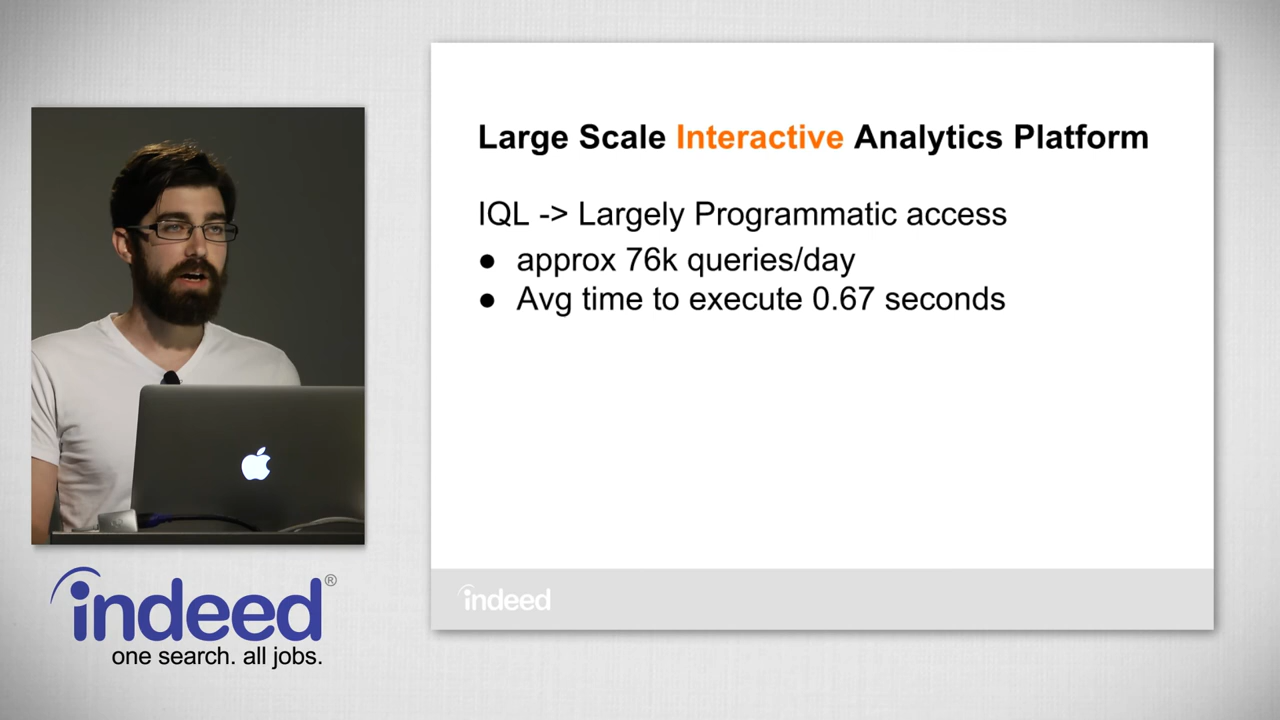 Large Scale Interactive Analytics Platform
IQL -> Largely Programmatic access
● approx 76k queries/day
● Avg time to execute 0.67 seconds
indeed
indeed®
one search. all jobs.